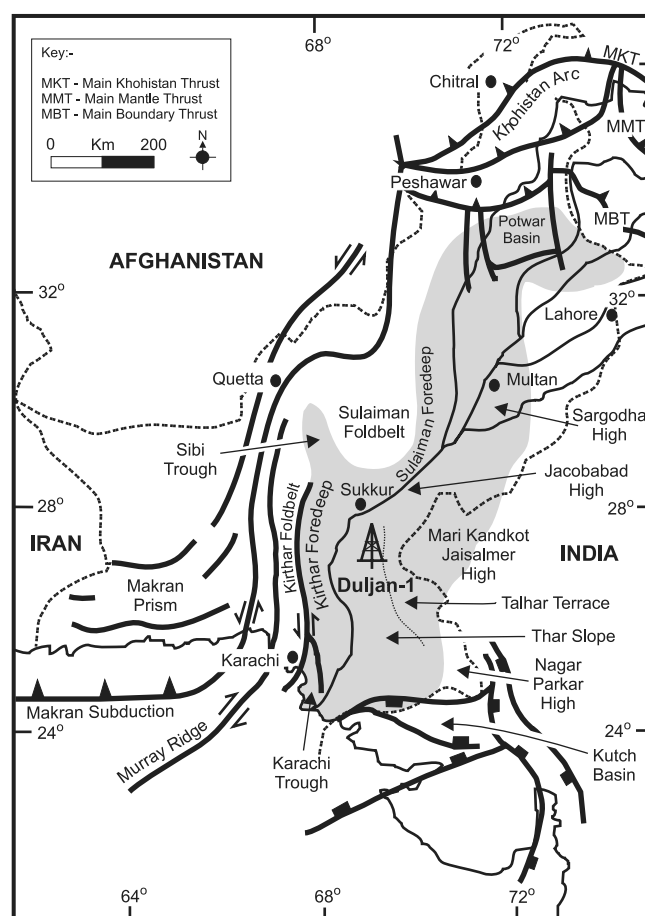 68°
72°
Key:-
MKT - Main Khohistan Thrust
MMT - Main Mantle Thrust
MBT - Main Boundary Thrust
0 Km 200
N
Chitral
Khohistan Arc
MKT
MMT
Peshawar
Potwar
Basin
MBT
AFGHANISTAN
32°
32°
Lahore
Quetta
Multan
Sulaiman
Foldbelt
Sulaiman Foredeep
Sargodha
High
Sibi
Trough
Jacobabad
High
Sukkur
28°
28°
Kirthar Foldbelt
Kirthar Foredeep
IRAN
Mari Kandkot
Jaisalmer
High
INDIA
Makran
Prism
Duljan-1
Talhar Terrace
Thar Slope
Karachi
Nagar
Parkar
High
Makran Subduction
24°
24°
Murray Ridge
Karachi
Trough
Kutch
Basin
64°
68°
72°